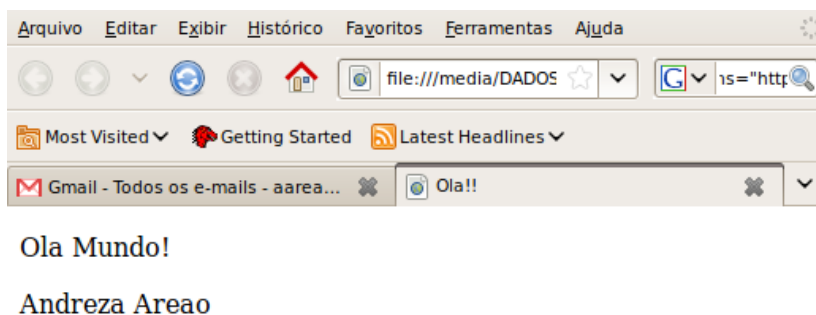 Arquivo Editar Exibir Histórico Favoritos Ferramentas Ajuda
file:///media/DADOS G ns="http
Most Visited Getting Started Latest Headlines
Gmail - Todos os e-mails - aarea... Ola!!
Ola Mundo!
Andreza Areao